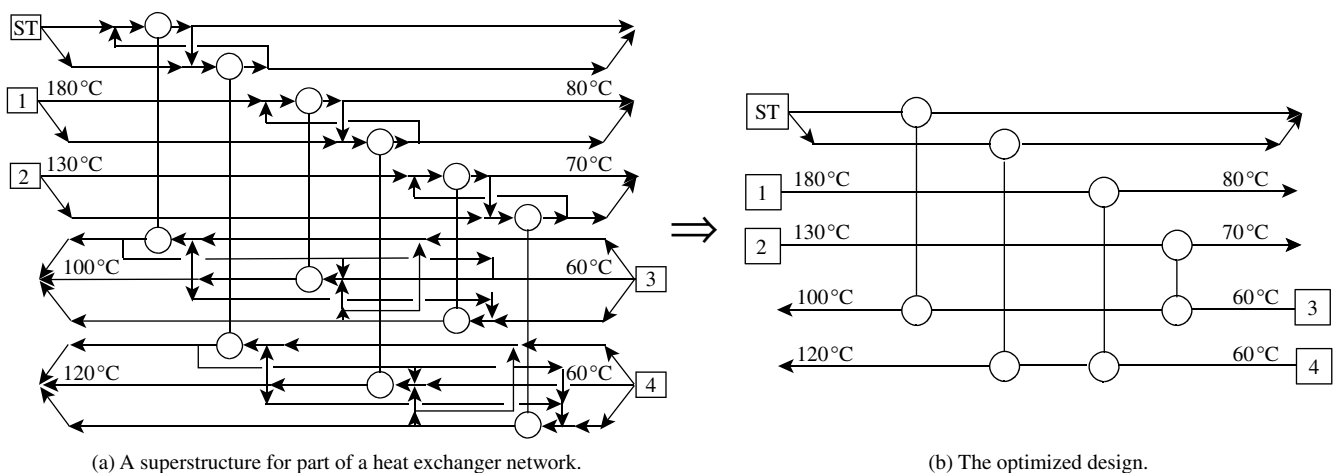 ST
180°C 80°C
1
130°C 70°C
2
100°C 60°C
3
120°C 60°C
4
(a) A superstructure for part of a heat exchanger network.
ST
180°C 80°C
1
130°C 70°C
2
100°C 60°C
3
120°C 60°C
4
(b) The optimized design.